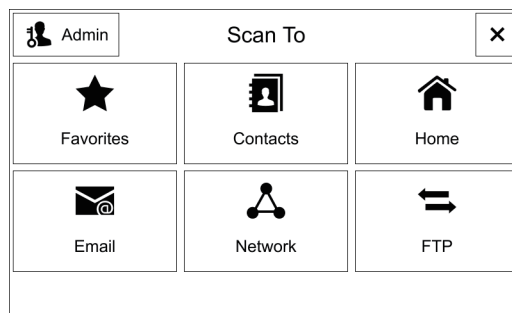 Admin
Scan To
Favorites
Contacts
Home
@
Email
Network
FTP